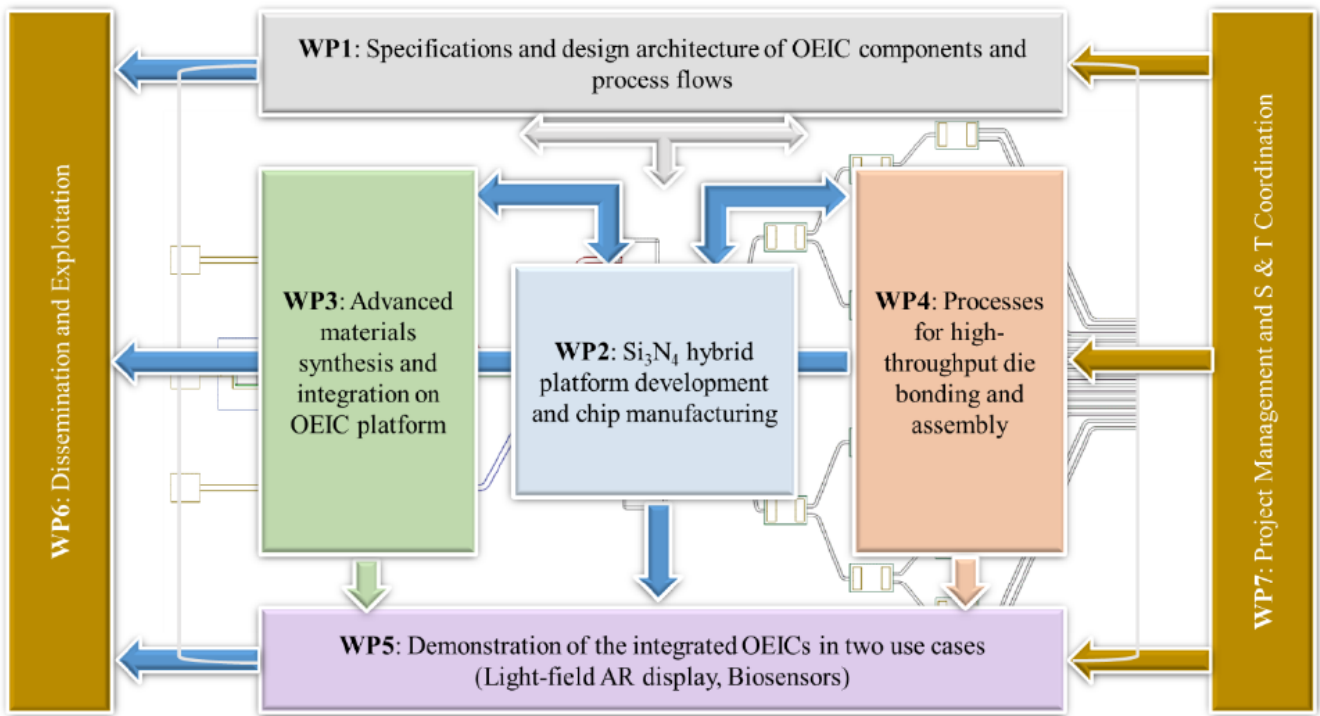 WP1: Specifications and design architecture of OEIC components and
process flows
WP6: Dissemination and Exploitation
WP3: Advanced
materials
synthesis and
integration on
OEIC platform
WP2: Si₃N₄ hybrid
platform development
and chip manufacturing
WP4: Processes
for high-
throughput die
bonding and
assembly
WP7: Project Management and S & T Coordination
WP5: Demonstration of the integrated OEICs in two use cases
(Light-field AR display, Biosensors)